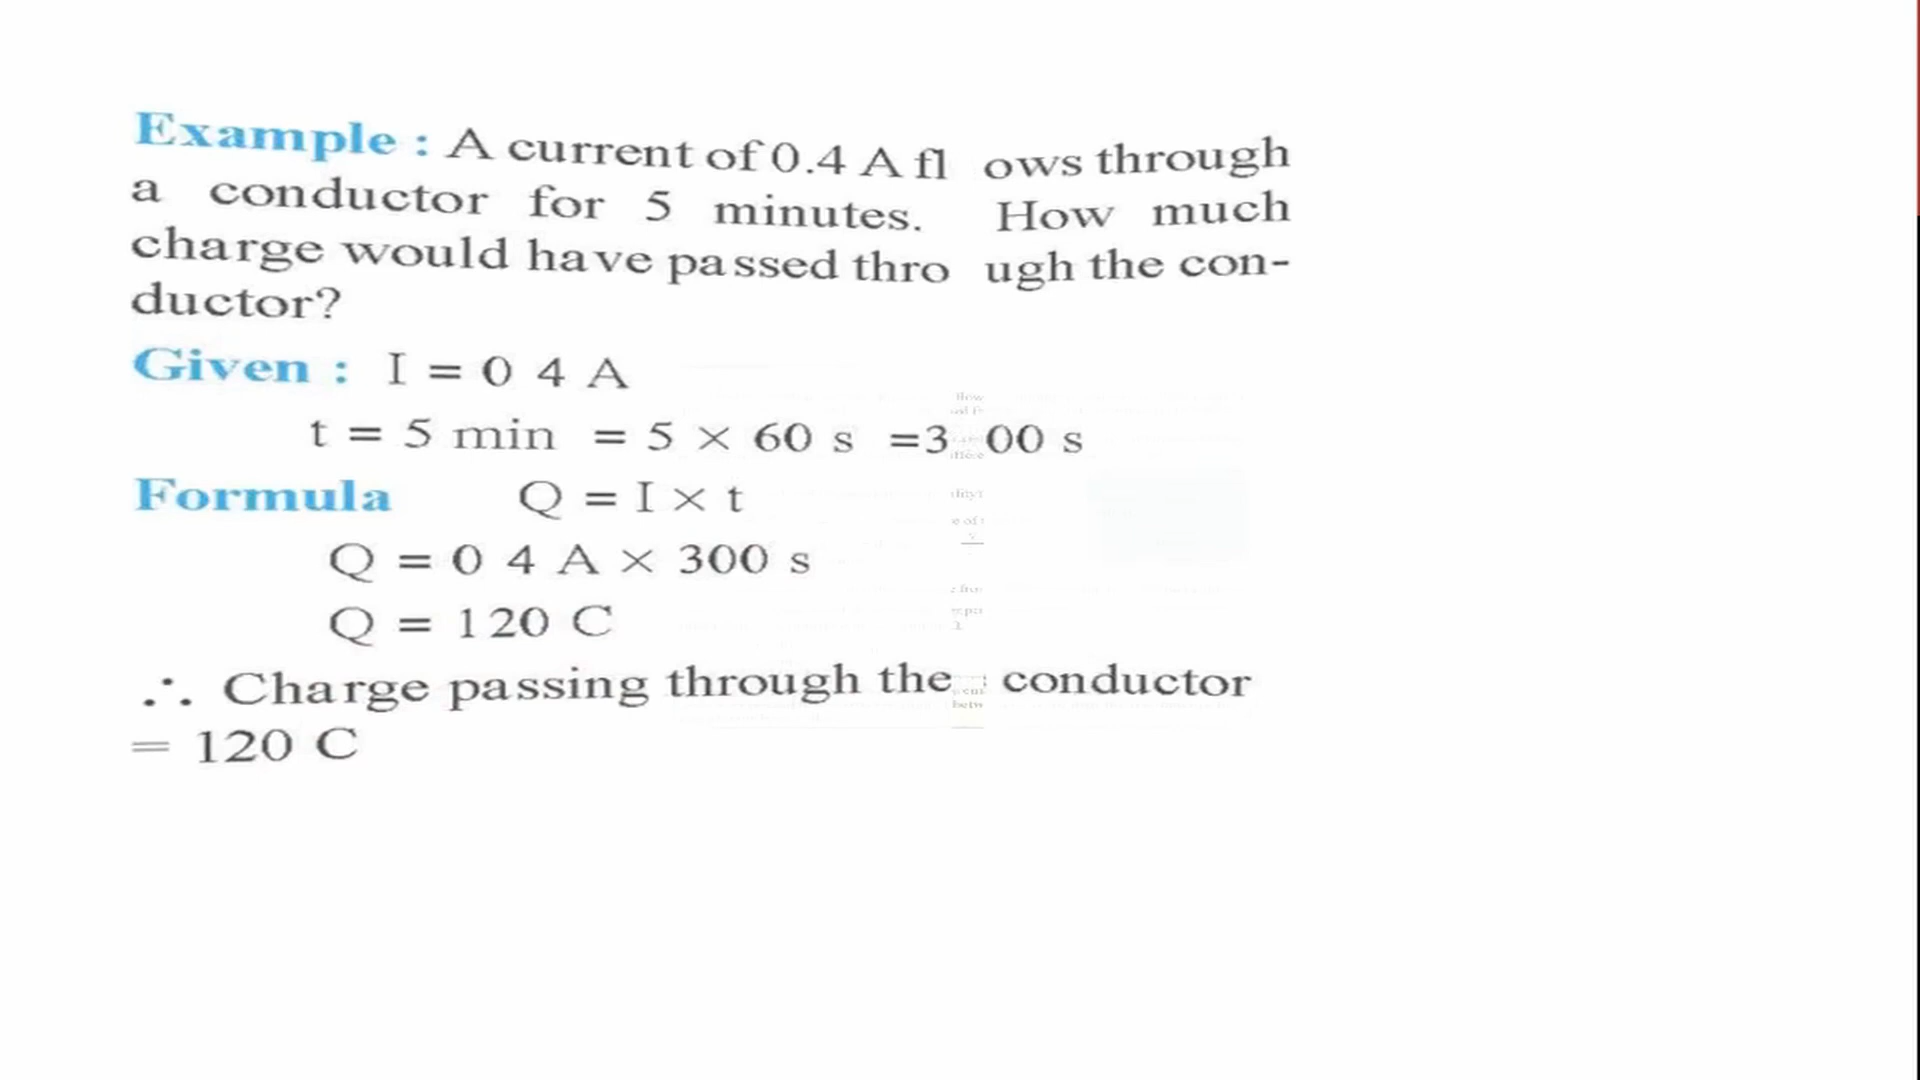 Example : A current of 0.4 A fl ows through
a conductor for 5 minutes. How much
charge would have passed thro ugh the con-
ductor?
Given : I = 0 4 A
t = 5 min = 5 × 60 s =3 00 s
Formula Q = I × t
Q = 0 4 A × 300 s
Q = 120 C
∴ Charge passing through the conductor
= 120 C